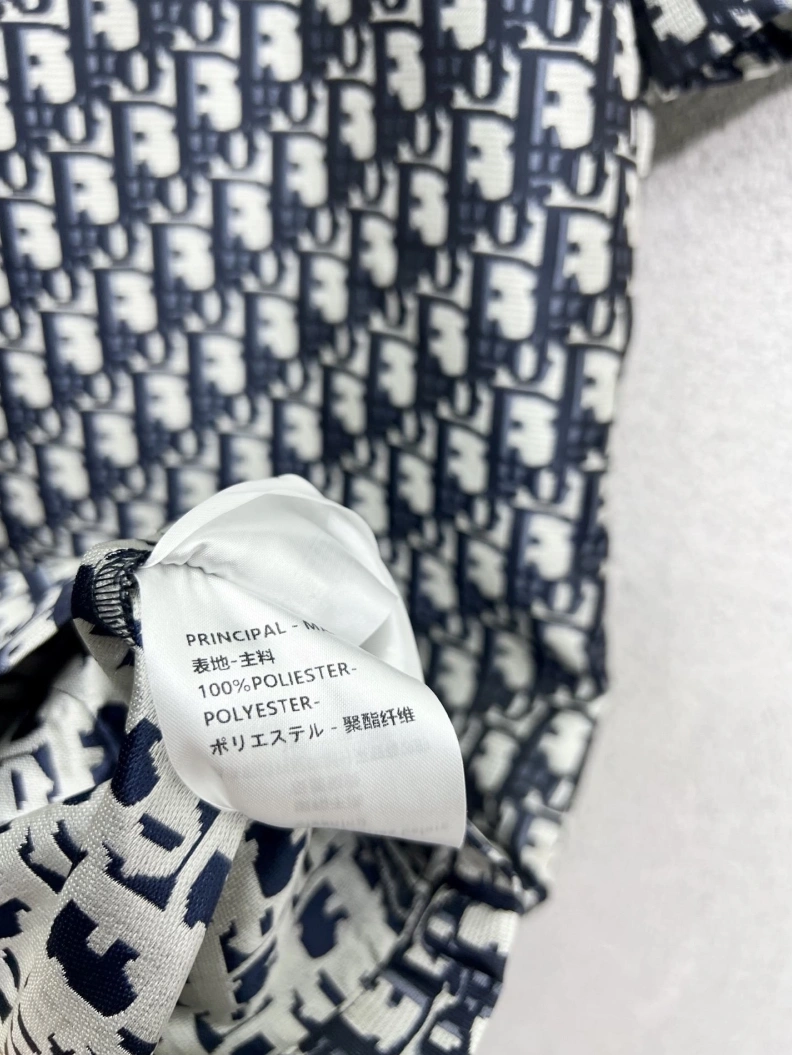 PRINCIPAL -
表地-主料
100%POLIESTER-
POLYESTER-
ポリエステル - 聚酯纤维